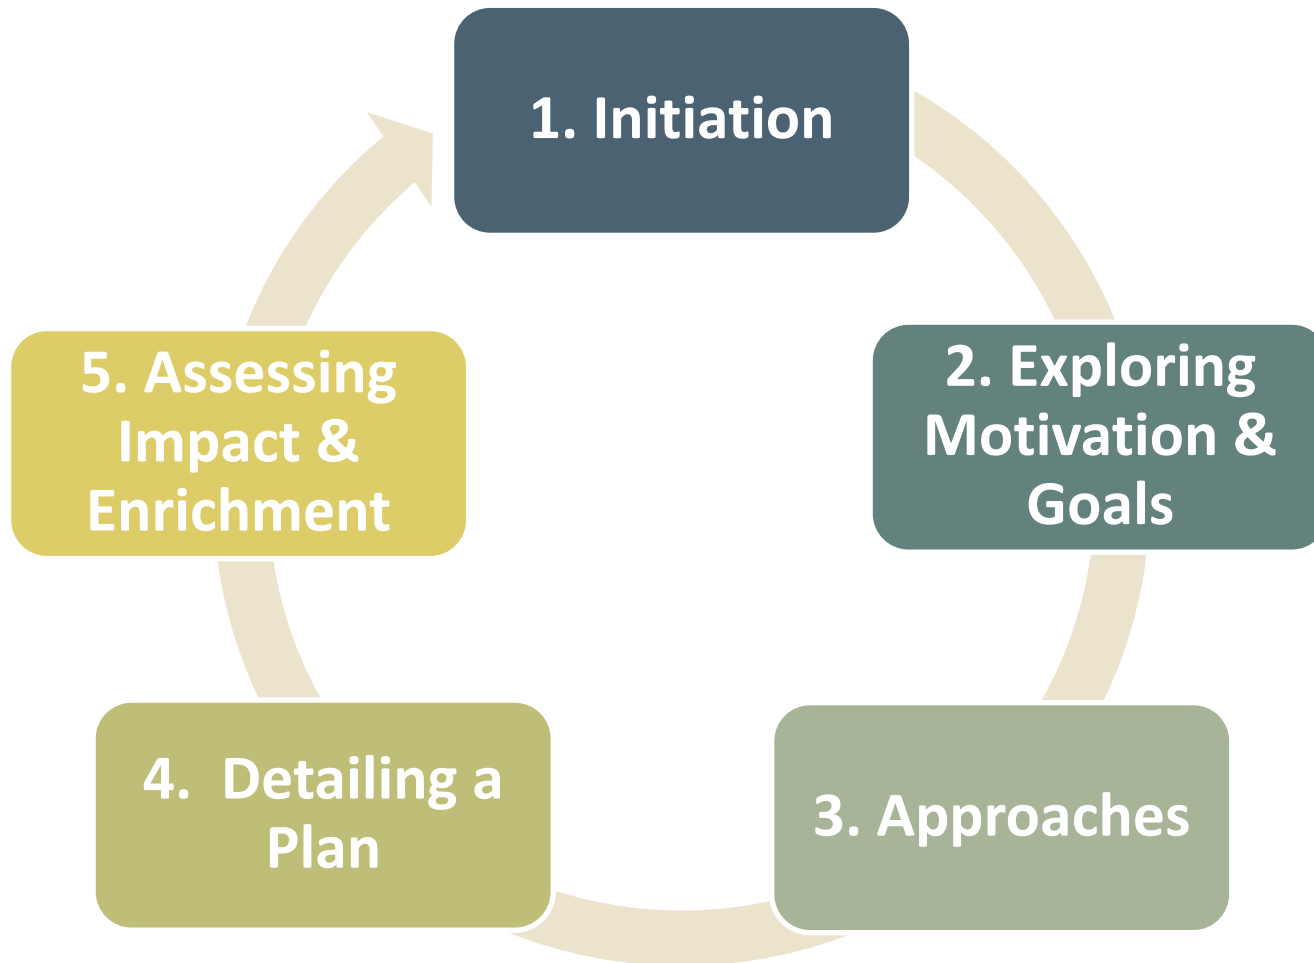 1. Initiation
2. Exploring
Motivation &
Goals
3. Approaches
4.  Detailing a
Plan
5. Assessing
Impact &
Enrichment